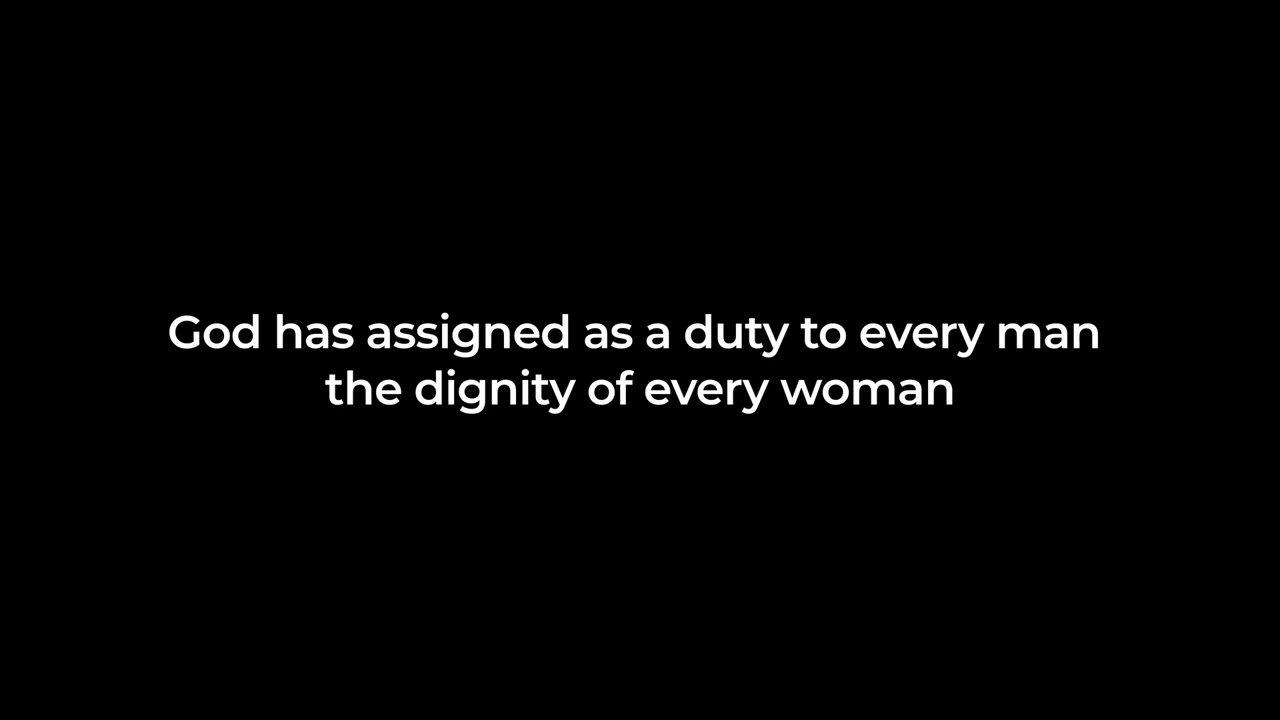 God has assigned as a duty to every man
the dignity of every woman